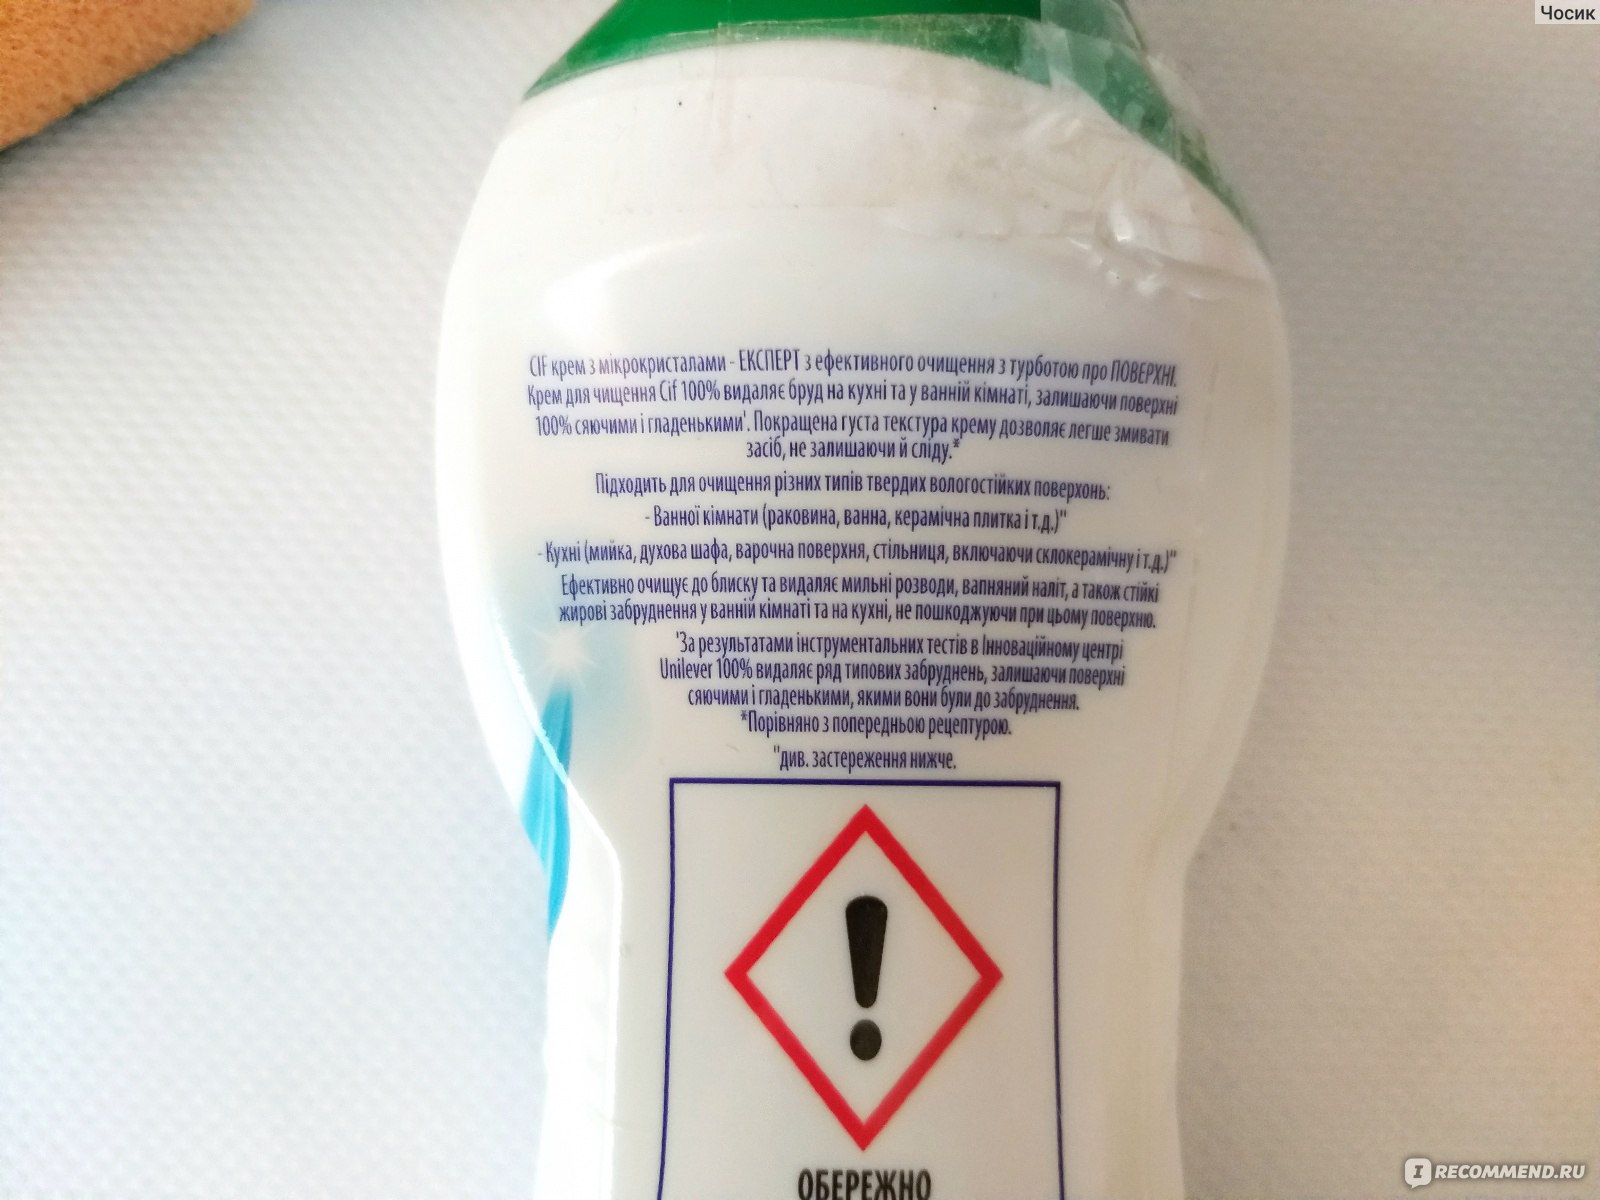 Чосик
CIF крем з мікрокристалами - ЕКСПЕРТ з ефективного очищення з турботою про ПОВЕРХНІ.
Крем для чищення Cif 100% видаляє бруд на кухні та у ванній кімнаті, залишаючи поверхні
100% сяючими і гладенькими'. Покращена густа текстура крему дозволяє легше змивати
засіб, не залишаючи й сліду.*
Підходить для очищення різних типів твердих вологостійких поверхонь:
- Ванної кімнати (раковина, ванна, керамічна плитка і т.д.)"
- Кухні (мийка, духова шафа, варочна поверхня, стільниця, включаючи склокерамічну і т.д.)"
Ефективно очищує до блиску та видаляє мильні розводи, вапняний наліт, а також стійкі
жирові забруднення у ванній кімнаті та на кухні, не пошкоджуючи при цьому поверхню.
'За результатами інструментальних тестів в Інноваційному центрі
Unilever 100% видаляє ряд типових забруднень, залишаючи поверхні
сяючими і гладенькими, якими вони були до забруднення.
*Порівняно з попередньою рецептурою.
"див. застереження нижче.
ОБЕРЕЖНО
IRECOMMEND.RU